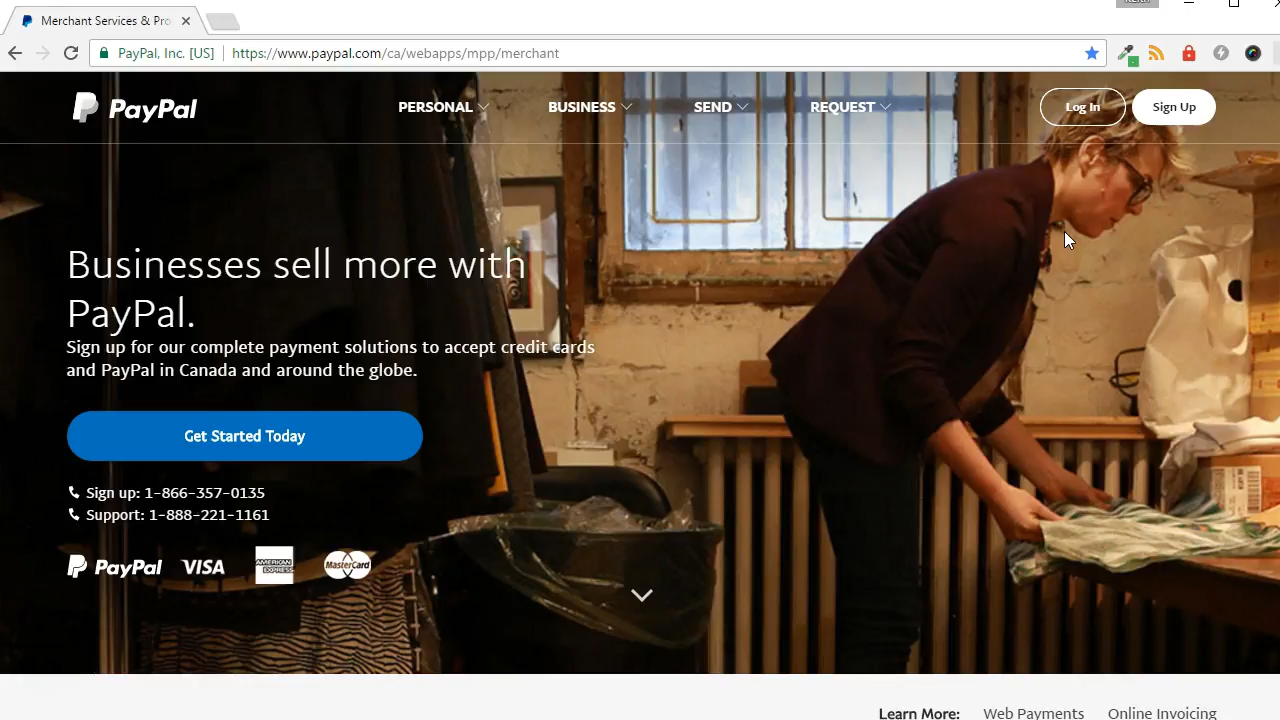 Merchant Services & Pro
PayPal, Inc. [US] https://www.paypal.com/ca/webapps/mpp/merchant
PayPal PERSONAL BUSINESS SEND REQUEST Log In Sign Up
Businesses sell more with
PayPal.
Sign up for our complete payment solutions to accept credit cards
and PayPal in Canada and around the globe.
Get Started Today
Sign up: 1-866-357-0135
Support: 1-888-221-1161
PayPal VISA AMERICAN EXPRESS MasterCard
Learn More: Web Payments Online Invoicing